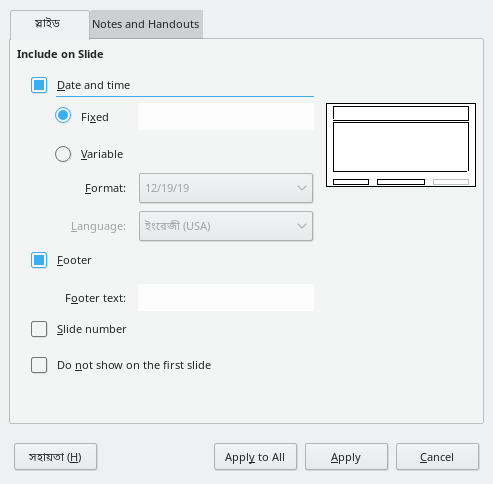 স্লাইড
Notes and Handouts
Include on Slide
Date and time
Fixed
Variable
Format: 12/19/19
Language: ইংরেজী (USA)
Footer
Footer text:
Slide number
Do not show on the first slide
সহায়তা (H) Apply to All Apply Cancel